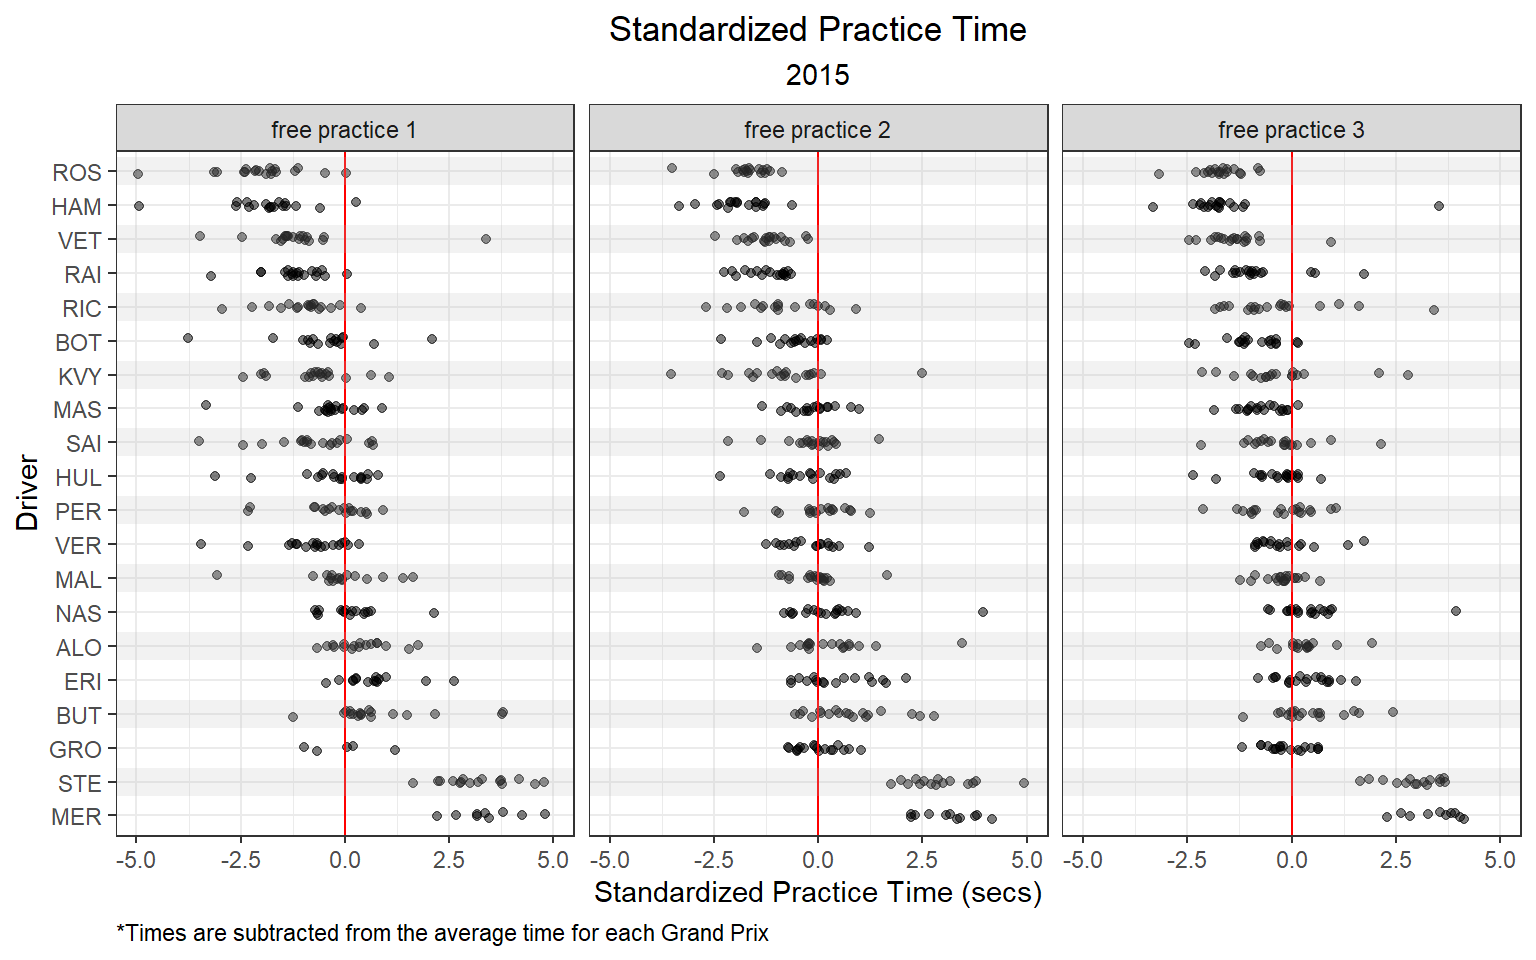 Standardized Practice Time
2015
free practice 1
free practice 2
free practice 3
Driver
ROS
HAM
VET
RAI
RIC
BOT
KVY
MAS
SAI
HUL
PER
VER
MAL
NAS
ALO
ERI
BUT
GRO
STE
MER
-5.0 -2.5 0.0 2.5 5.0 -5.0 -2.5 0.0 2.5 5.0 -5.0 -2.5 0.0 2.5 5.0
Standardized Practice Time (secs)
*Times are subtracted from the average time for each Grand Prix